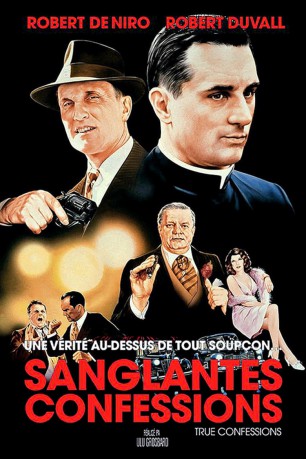 ROBERT DE NIRO ROBERT DUVALL
UNE VÉRITÉ AU-DESSUS DE TOUT SOUPÇON...
SANGLANTES
CONFESSIONS
RÉALISÉ PAR
ULU GROSBARD
TRUE CONFESSIONS